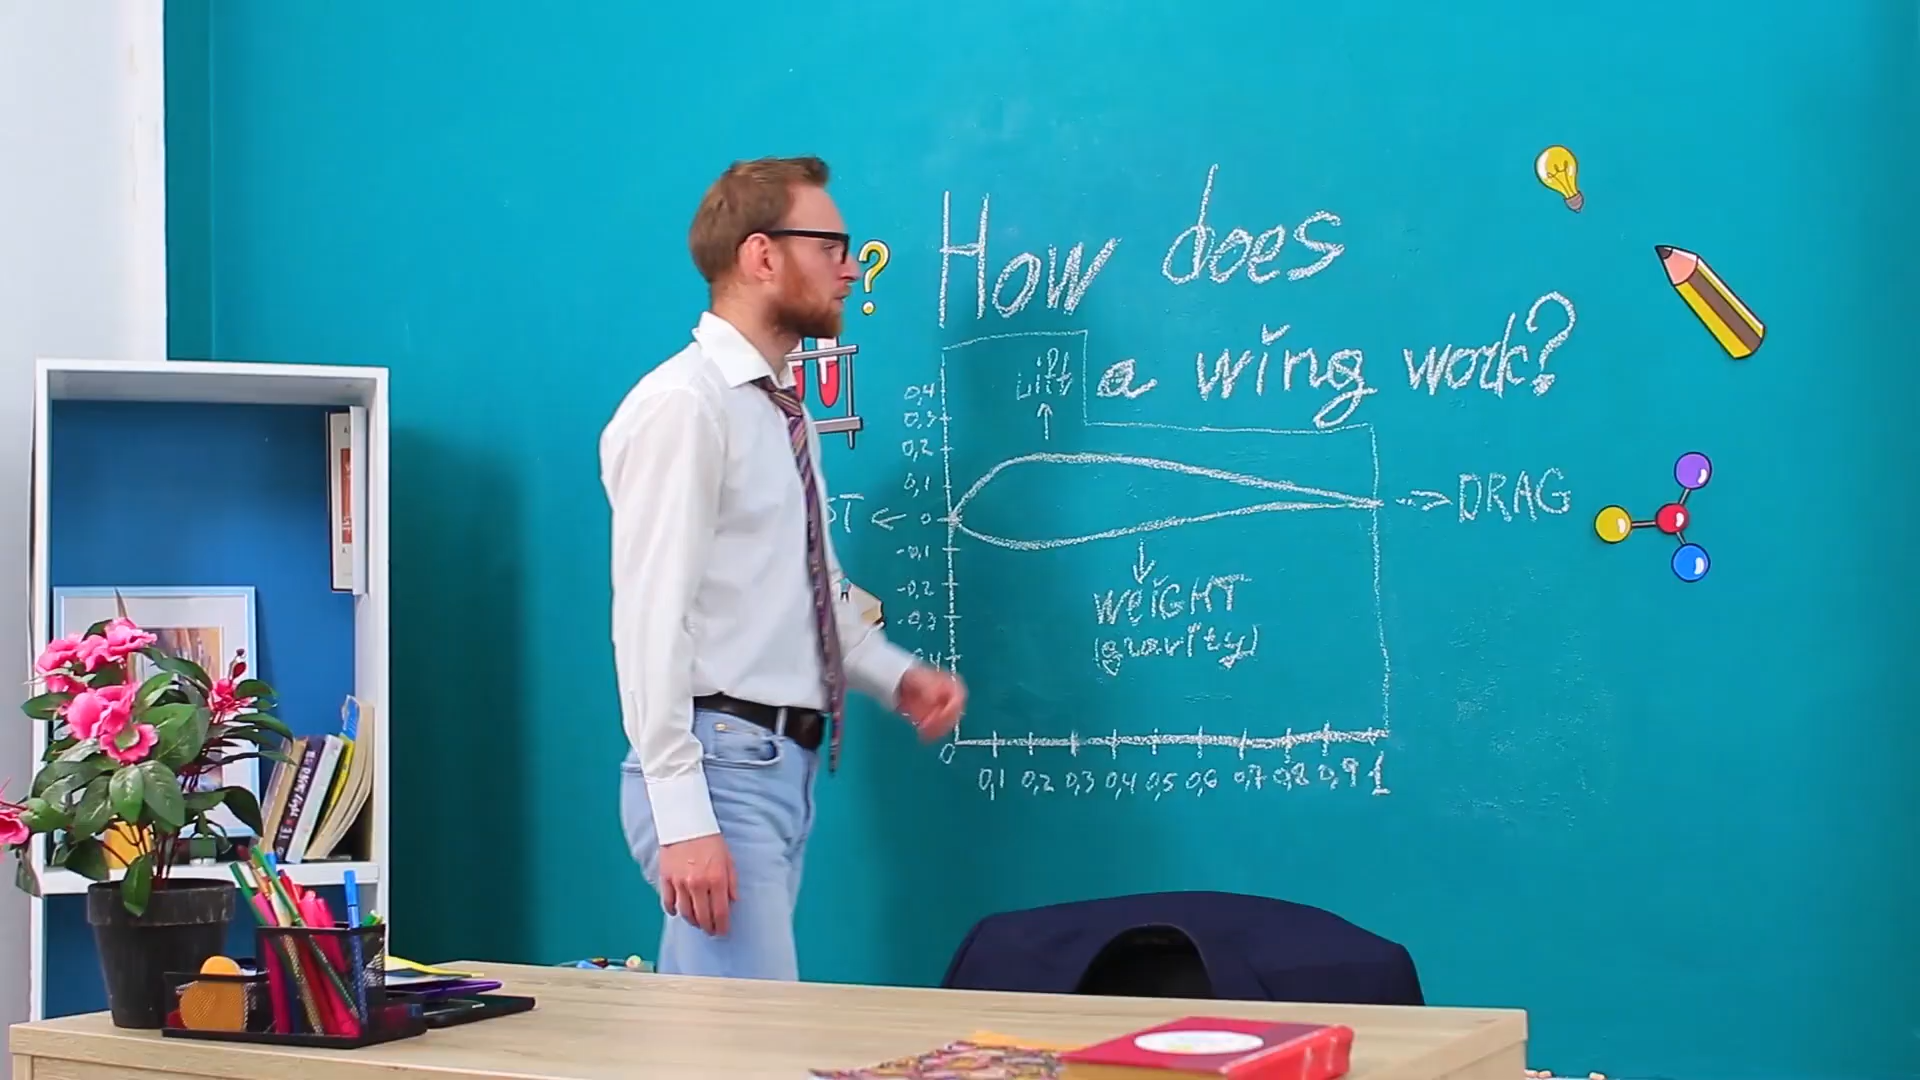 How does
a wing work?
Lift
0,4
0,3
0,2
0,1
0
-0,1
-0,2
-0,3
DRAG
WEIGHT
(gravity)
0
0,1 0,2 0,3 0,4 0,5 0,6 0,7 0,8 0,9 1